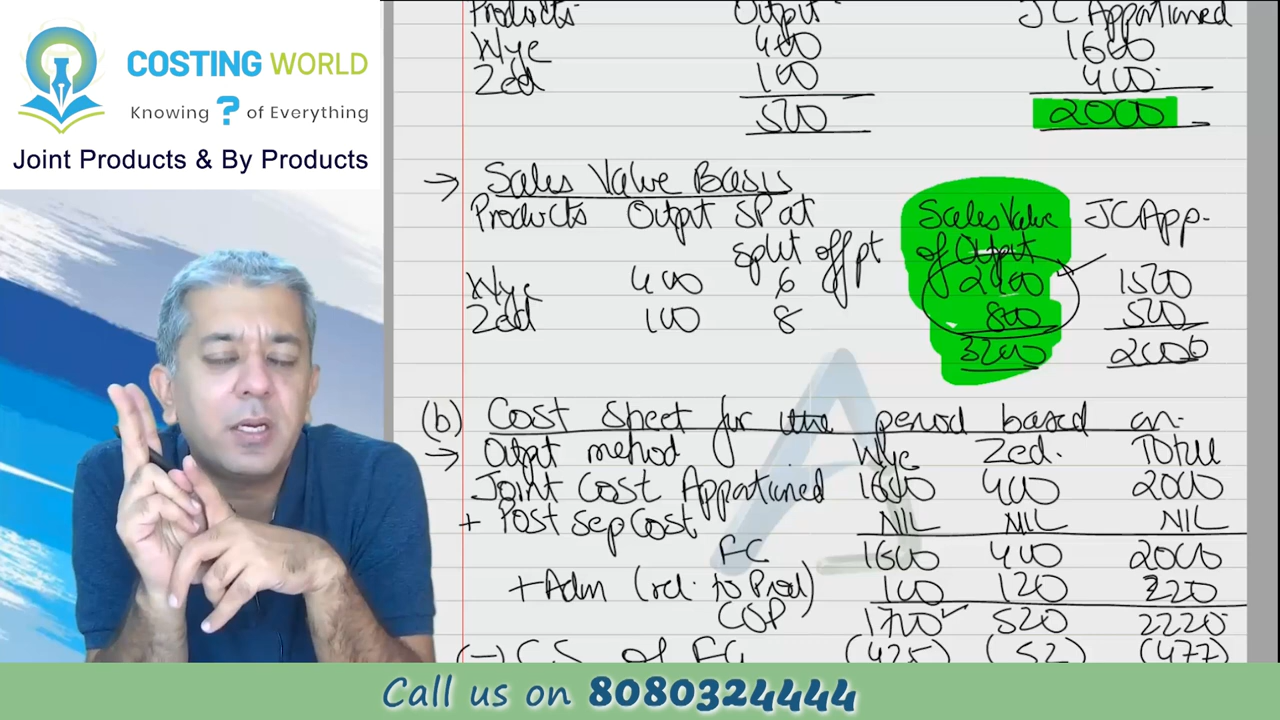 COSTING WORLD
Knowing ? of Everything
Joint Products & By Products
Products Output JC Apportioned
Wye 400 1600
Zed 100 400
500 2000
→ Sales Value Basis
Products Output SP at Sales Value JC App.
split off pt of Output
Wye 400 6 2400 1500
Zed 100 8 800 500
3200 2000
(b) Cost Sheet for the period based on
→ Output method Wye Zed. Total
Joint Cost Apportioned 1600 400 2000
+ Post Sep Cost NIL NIL NIL
FC 1600 400 2000
+ Adm (rel. to Prod) 100 120 220
COP 1700 520 2220
(-) C.S of FG (425) (52) (477)
Call us on 8080324444